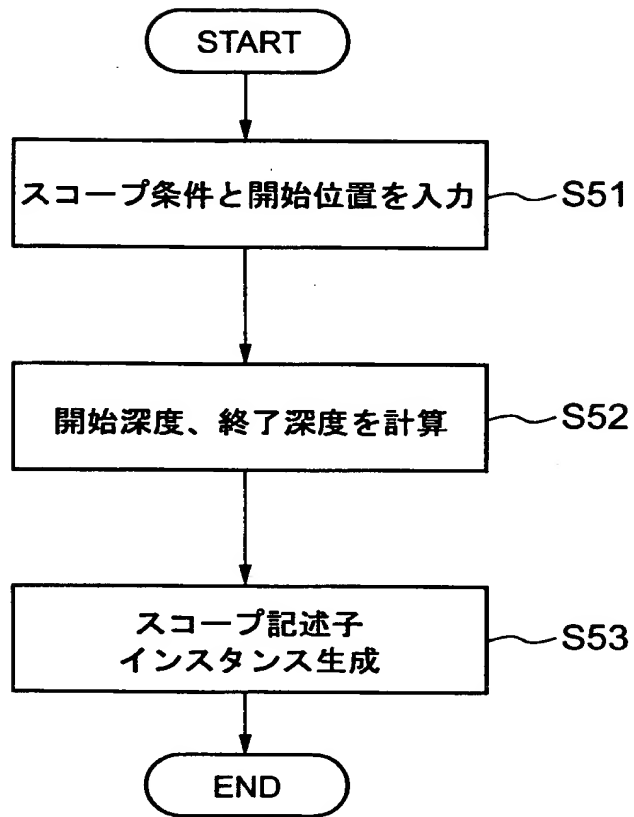 START
スコープ条件と開始位置を入力
S51
開始深度、終了深度を計算
S52
スコープ記述子
インスタンス生成
S53
END